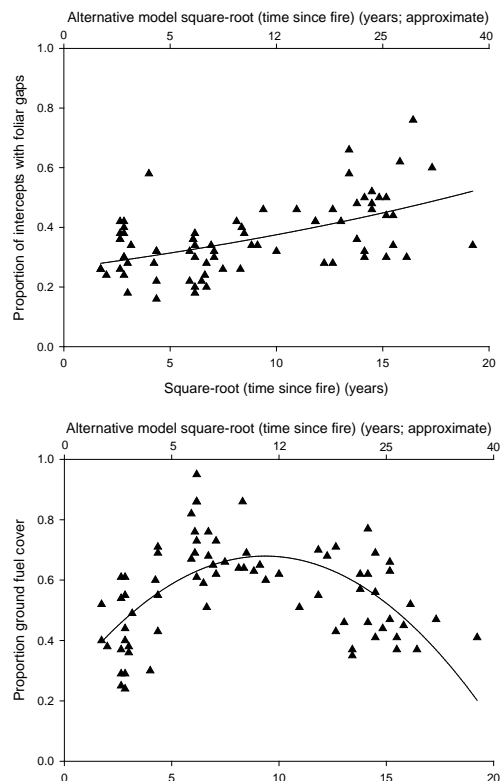 Alternative model square-root (time since fire) (years; approximate)
0 5 12 25 40
1.0
0.8
0.6
0.4
0.2
0.0
Proportion of intercepts with foliar gaps
0 5 10 15 20
Square-root (time since fire) (years)
Alternative model square-root (time since fire) (years; approximate)
0 5 12 25 40
1.0
0.8
0.6
0.4
0.2
0.0
Proportion ground fuel cover
0 5 10 15 20